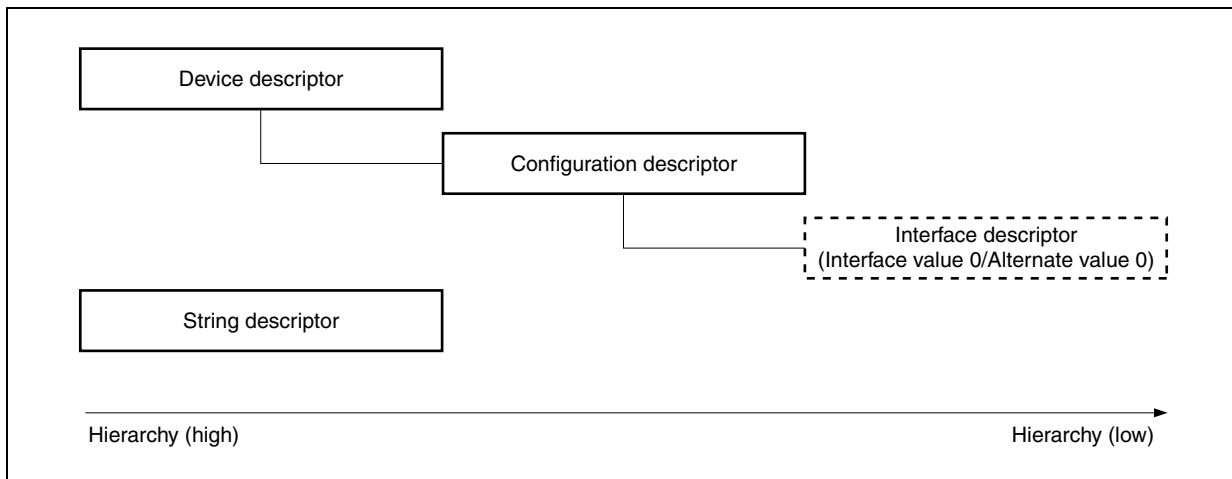 Device descriptor
Configuration descriptor
Interface descriptor
(Interface value 0/Alternate value 0)
String descriptor
Hierarchy (high)
Hierarchy (low)